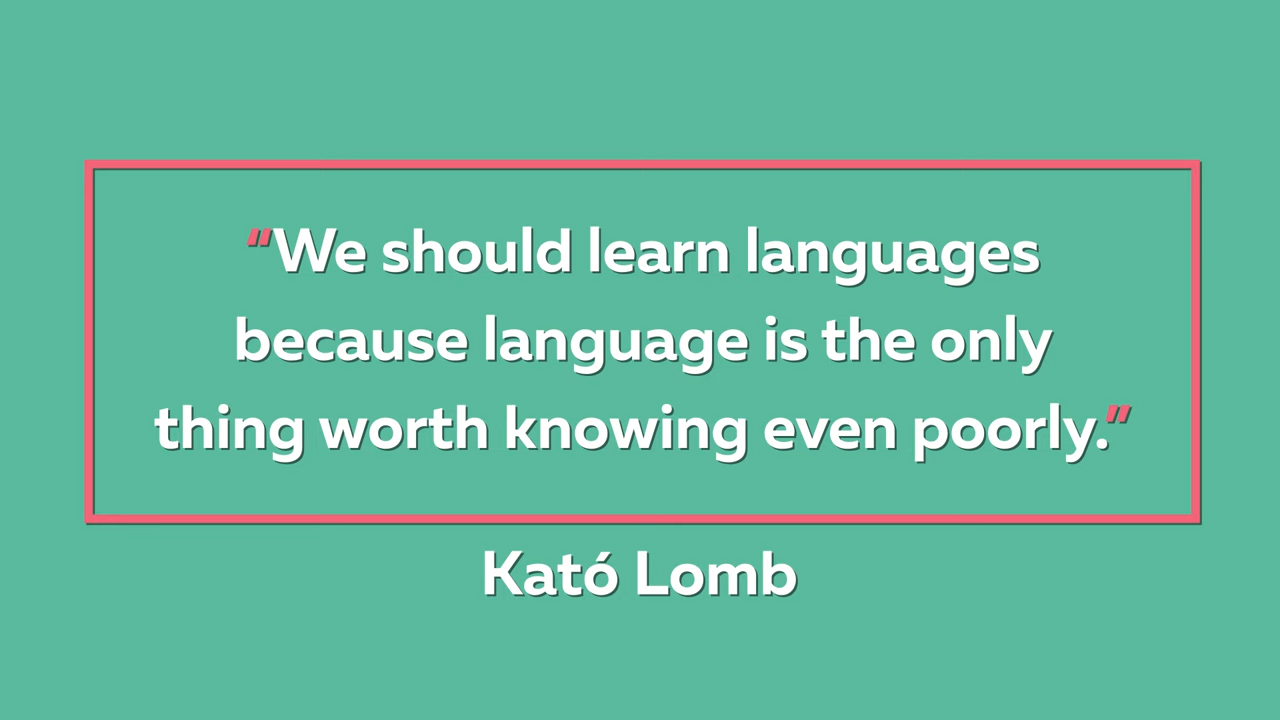 “We should learn languages
because language is the only
thing worth knowing even poorly.”
Kató Lomb